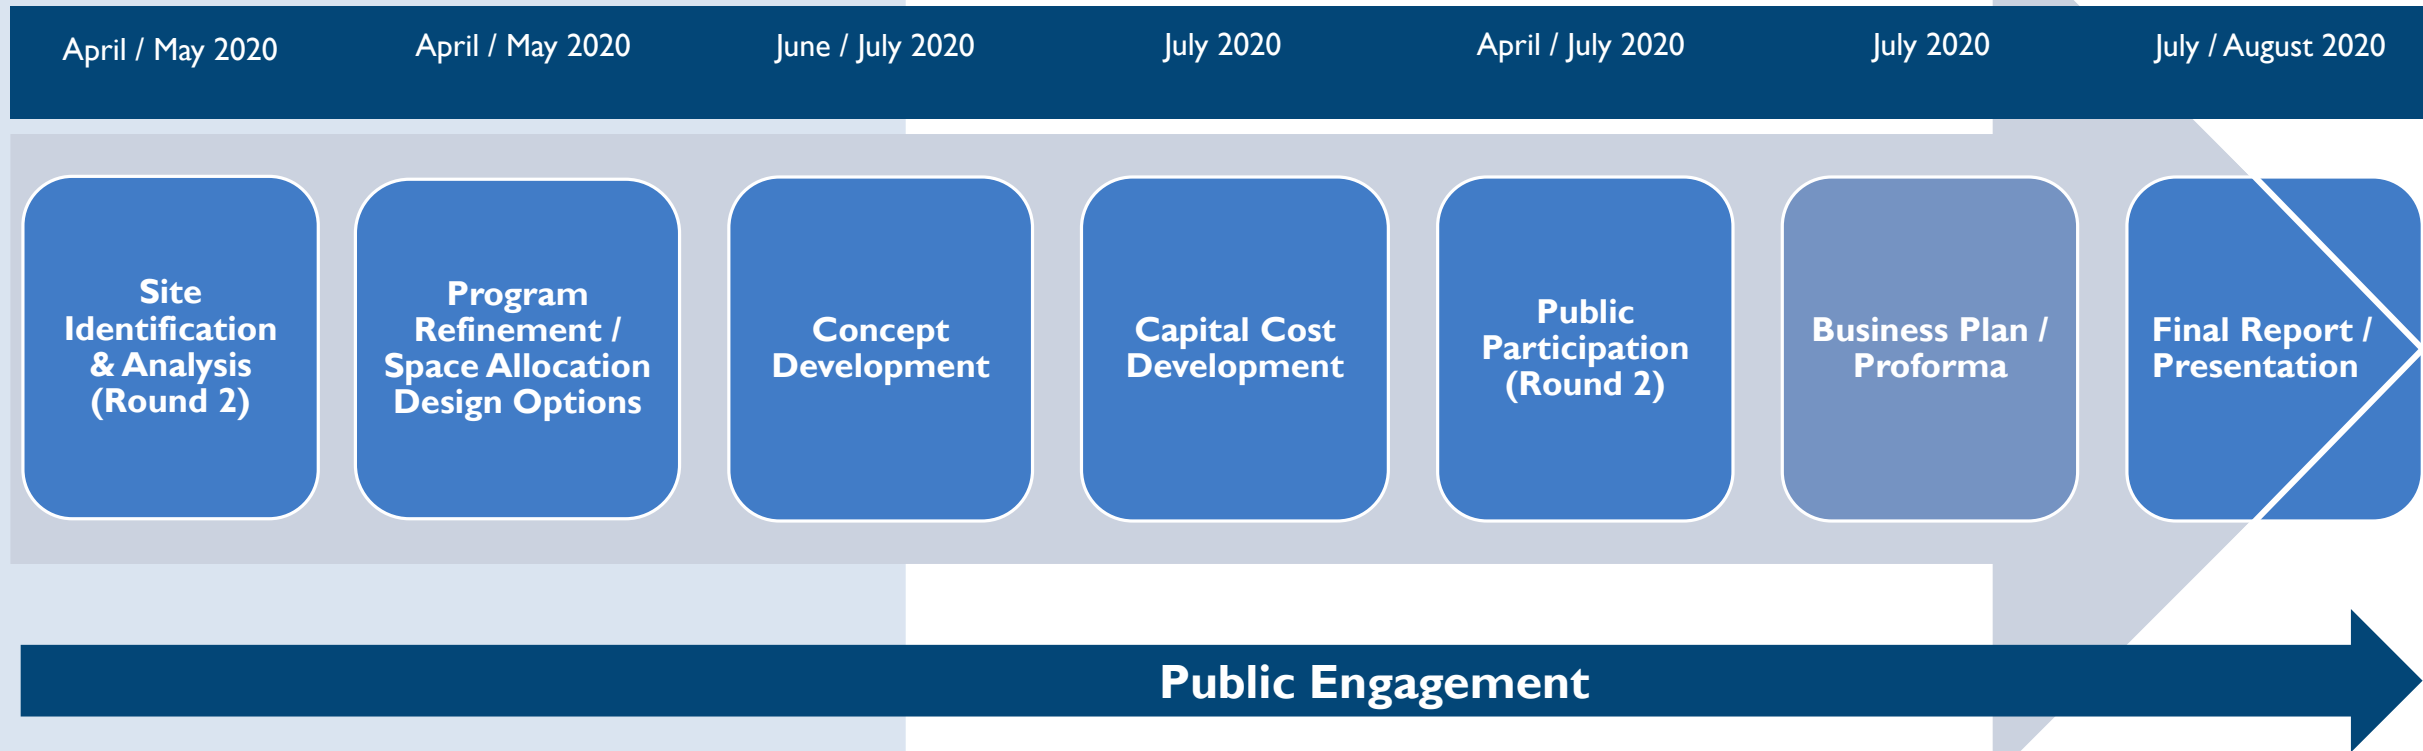 April / May 2020
April / May 2020
June / July 2020
July 2020
April / July 2020
July 2020
July / August 2020
Site
Identification
& Analysis
(Round 2)
Program
Refinement /
Space Allocation
Design Options
Concept
Development
Capital Cost
Development
Public
Participation
(Round 2)
Business Plan /
Proforma
Final Report /
Presentation
Public Engagement